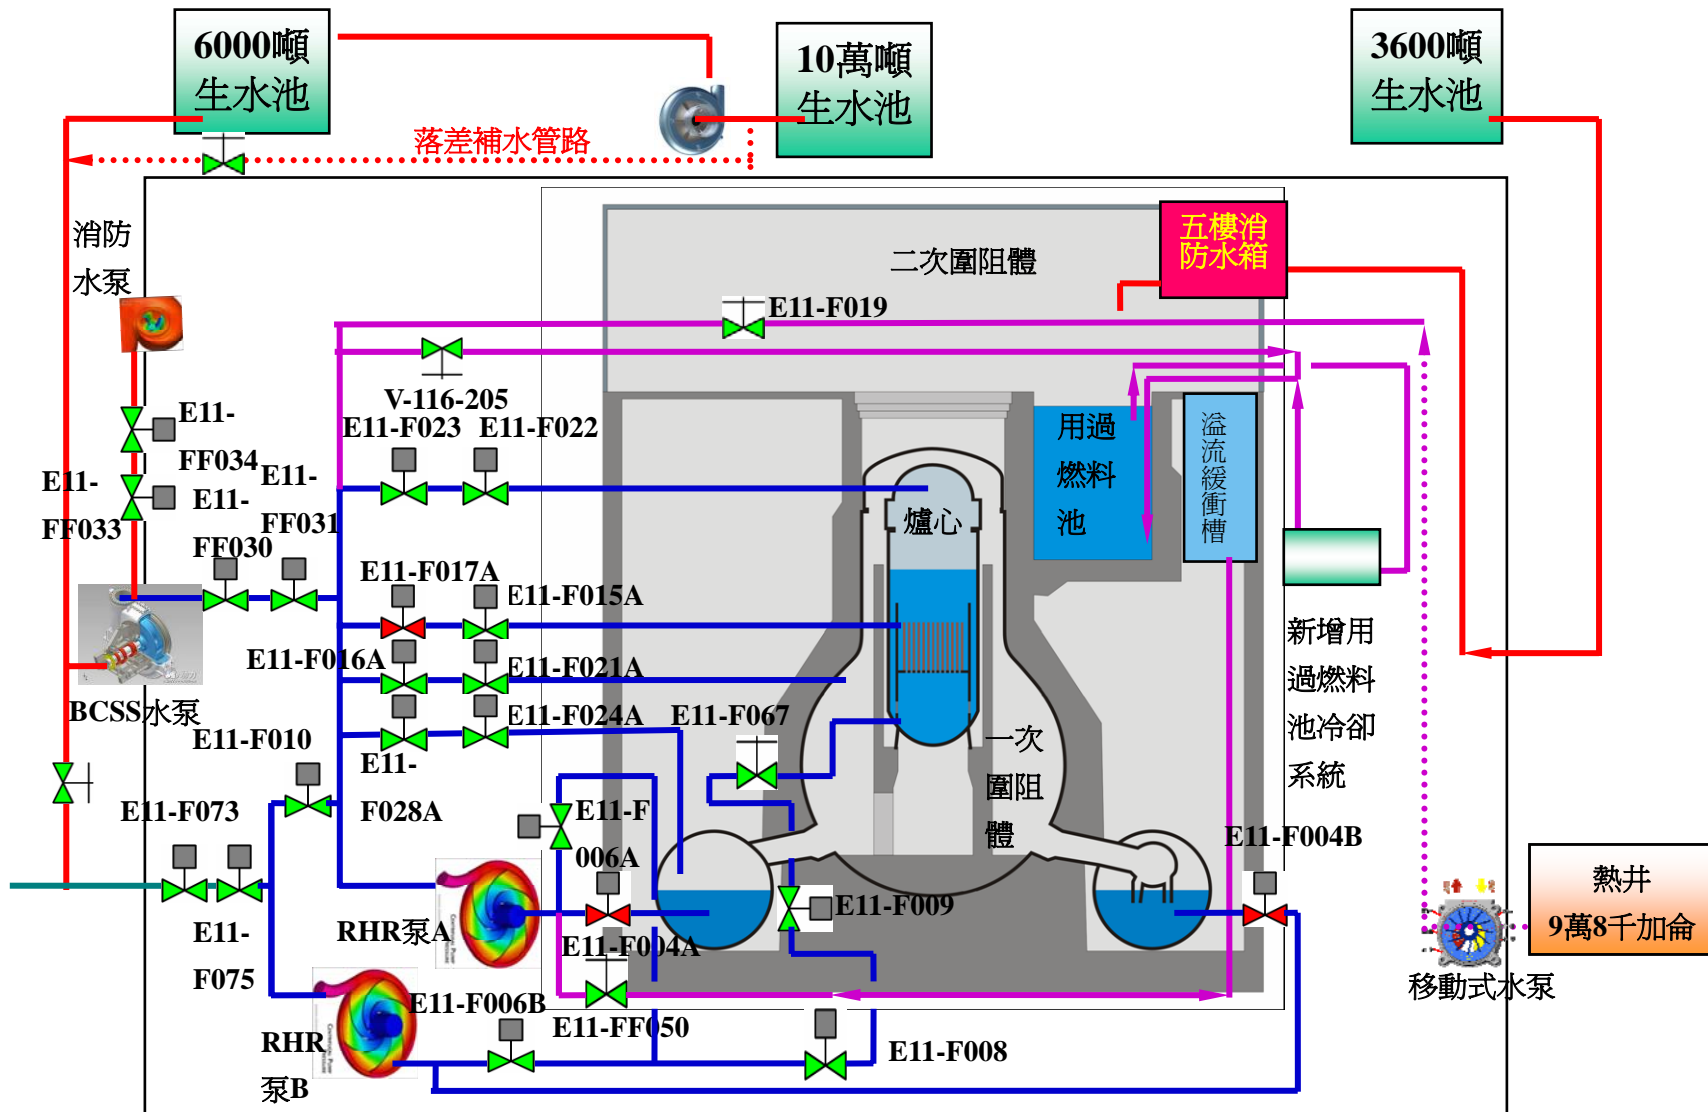 6000噸
生水池
10萬噸
生水池
3600噸
生水池
落差補水管路
消防
水泵
二次圍阻體
五樓消
防水箱
E11-F019
V-116-205
E11-F023
E11-F022
E11-
FF034
E11-
FF033
E11-
FF030
E11-
FF031
用過
燃料
池
溢流緩衝槽
爐心
E11-F017A
E11-F015A
E11-F016A
E11-F021A
BCSS水泵
E11-F010
E11-F024A
E11-
F028A
E11-F067
一次
圍阻
體
新增用
過燃料
池冷卻
系統
E11-F073
E11-F
006A
E11-F004B
E11-
F075
RHR泵A
E11-F004A
E11-F009
熱井
9萬8千加侖
移動式水泵
E11-F006B
E11-FF050
RHR
泵B
E11-F008